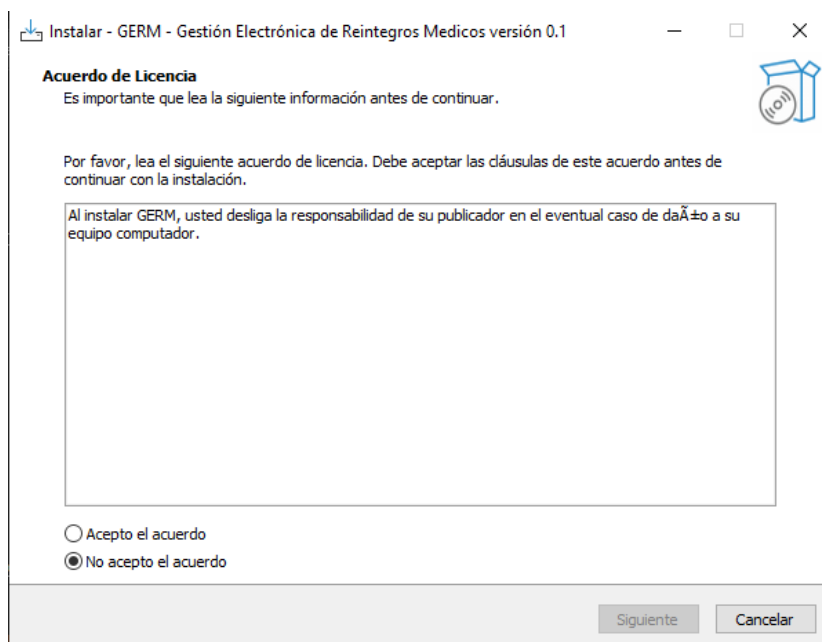 Instalar - GERM - Gestión Electrónica de Reintegros Medicos versión 0.1
Acuerdo de Licencia
Es importante que lea la siguiente información antes de continuar.
Por favor, lea el siguiente acuerdo de licencia. Debe aceptar las cláusulas de este acuerdo antes de
continuar con la instalación.
Al instalar GERM, usted desliga la responsabilidad de su publicador en el eventual caso de daÃ±o a su
equipo computador.
Acepto el acuerdo
No acepto el acuerdo
Siguiente
Cancelar